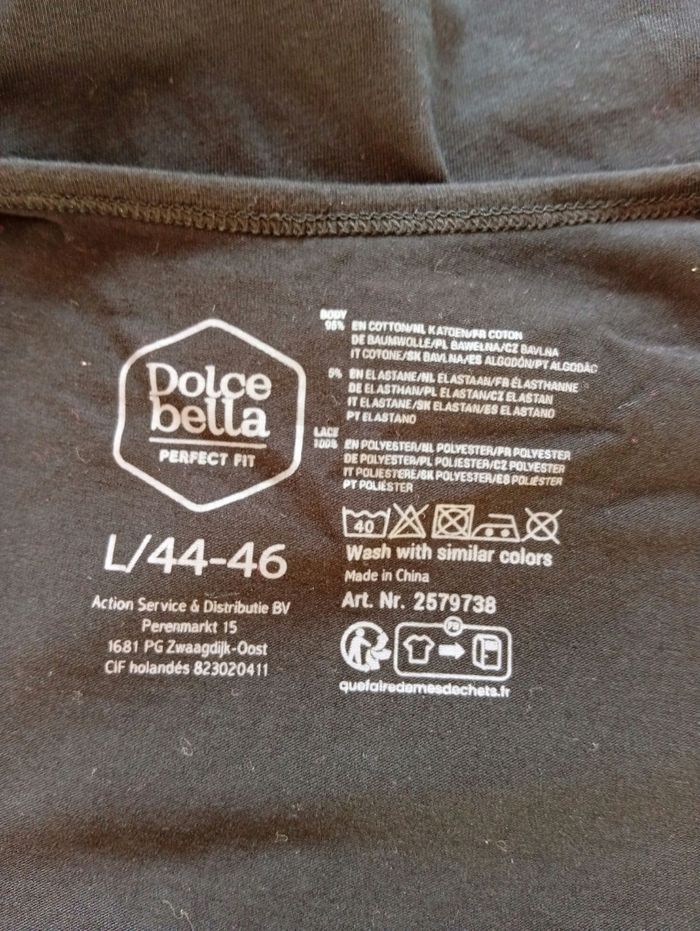 Dolce
bella
PERFECT FIT
L/44-46
Action Service & Distributie BV
Perenmarkt 15
1681 PG Zwaagdijk-Oost
CIF holandés 823020411
BODY
95% EN COTTON/NL KATOEN/FR COTON
DE BAUMWOLLE/PL BAWEŁNA/CZ BAVLNA
IT COTONE/SK BAVLNA/ES ALGODÓN/PT ALGODÃO
5% EN ELASTANE/NL ELASTAAN/FR ÉLASTHANNE
DE ELASTHAN/PL ELASTAN/CZ ELASTAN
IT ELASTANE/SK ELASTAN/ES ELASTANO
PT ELASTANO
LACE
100% EN POLYESTER/NL POLYESTER/FR POLYESTER
DE POLYESTER/PL POLIESTER/CZ POLYESTER
IT POLIESTERE/SK POLYESTER/ES POLIÉSTER
PT POLIÉSTER
40
Wash with similar colors
Made in China
Art. Nr. 2579738
FR
quefairedemesdechets.fr